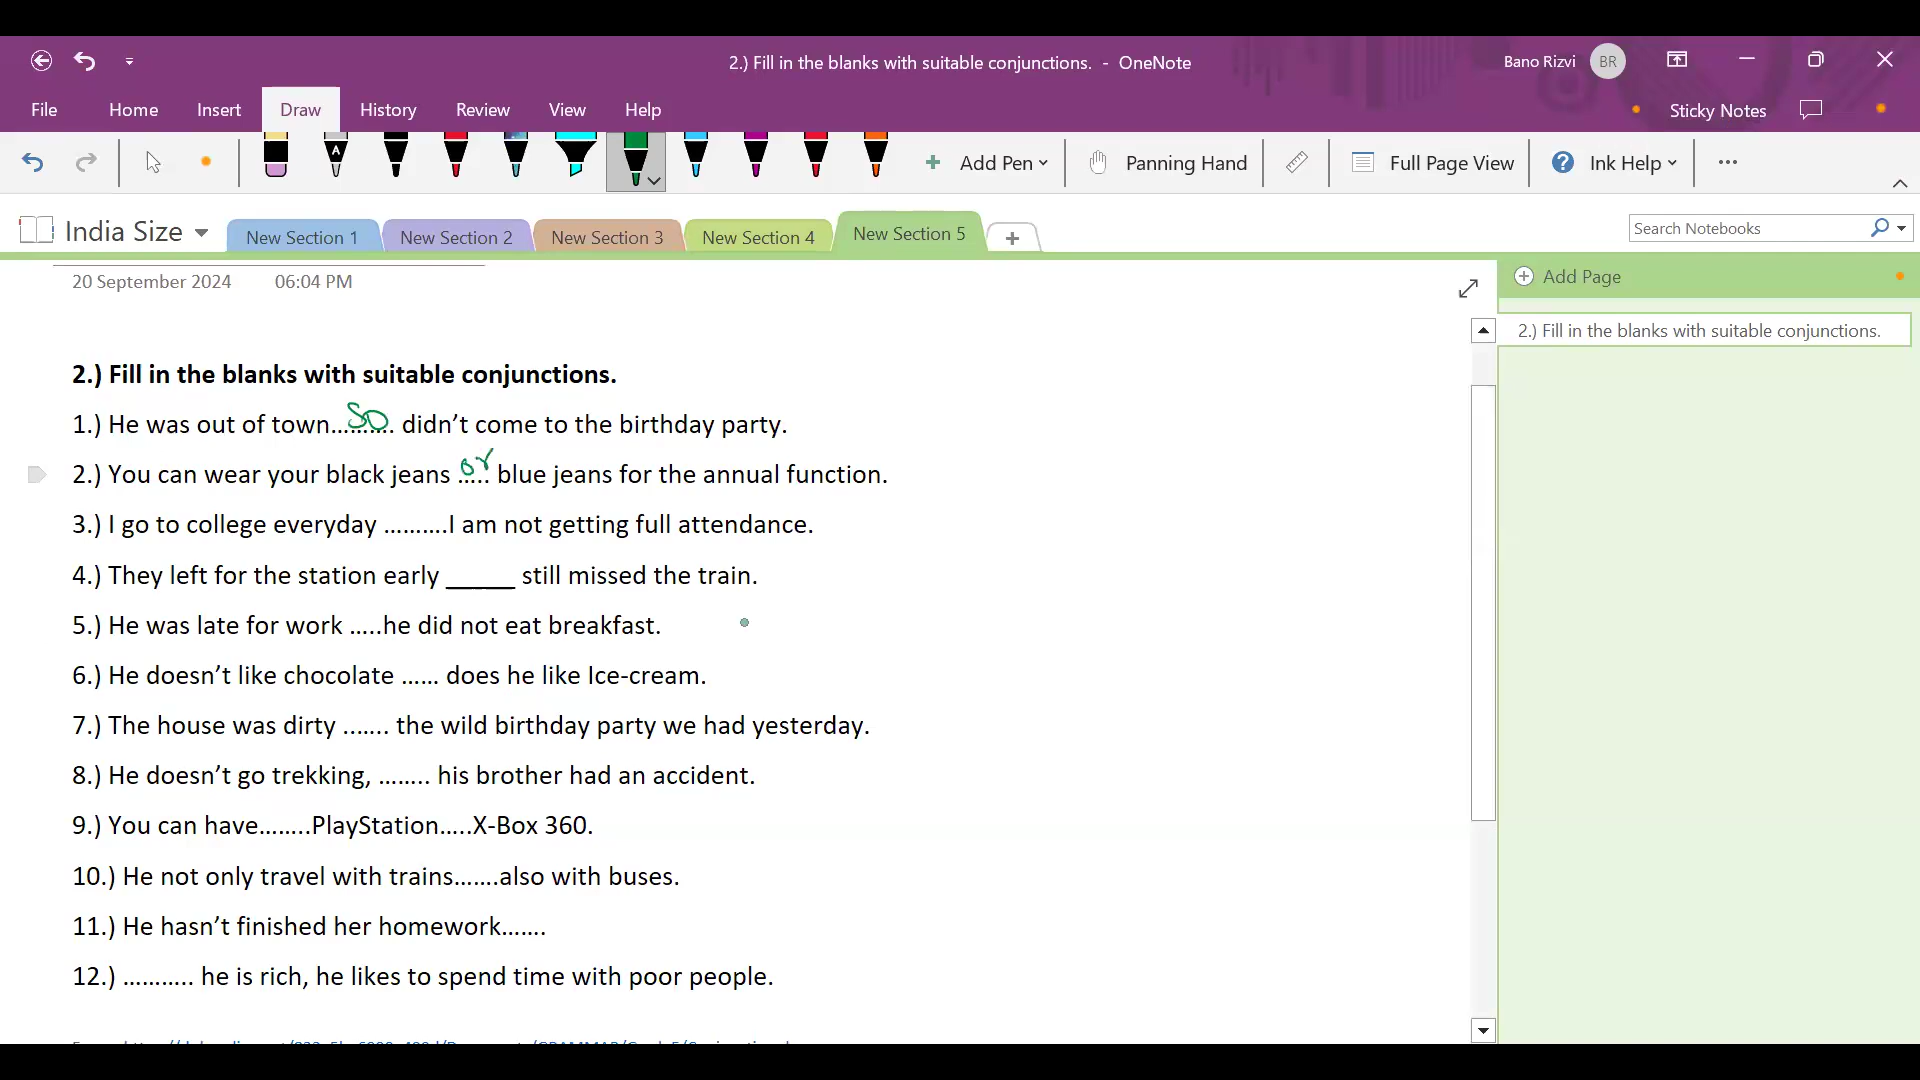 2.) Fill in the blanks with suitable conjunctions. - OneNote
Bano Rizvi BR
File Home Insert Draw History Review View Help
Sticky Notes
A
Add Pen
Panning Hand
Full Page View
Ink Help
India Size
New Section 1 New Section 2 New Section 3 New Section 4 New Section 5
Search Notebooks
20 September 2024 06:04 PM
Add Page
2.) Fill in the blanks with suitable conjunctions.
2.) Fill in the blanks with suitable conjunctions.
1.) He was out of town...so....... didn’t come to the birthday party.
2.) You can wear your black jeans ..or... blue jeans for the annual function.
3.) I go to college everyday ..........I am not getting full attendance.
4.) They left for the station early _____ still missed the train.
5.) He was late for work .....he did not eat breakfast.
6.) He doesn’t like chocolate ...... does he like Ice-cream.
7.) The house was dirty ....... the wild birthday party we had yesterday.
8.) He doesn’t go trekking, ........ his brother had an accident.
9.) You can have........PlayStation.....X-Box 360.
10.) He not only travel with trains.......also with buses.
11.) He hasn’t finished her homework.......
12.) ........... he is rich, he likes to spend time with poor people.